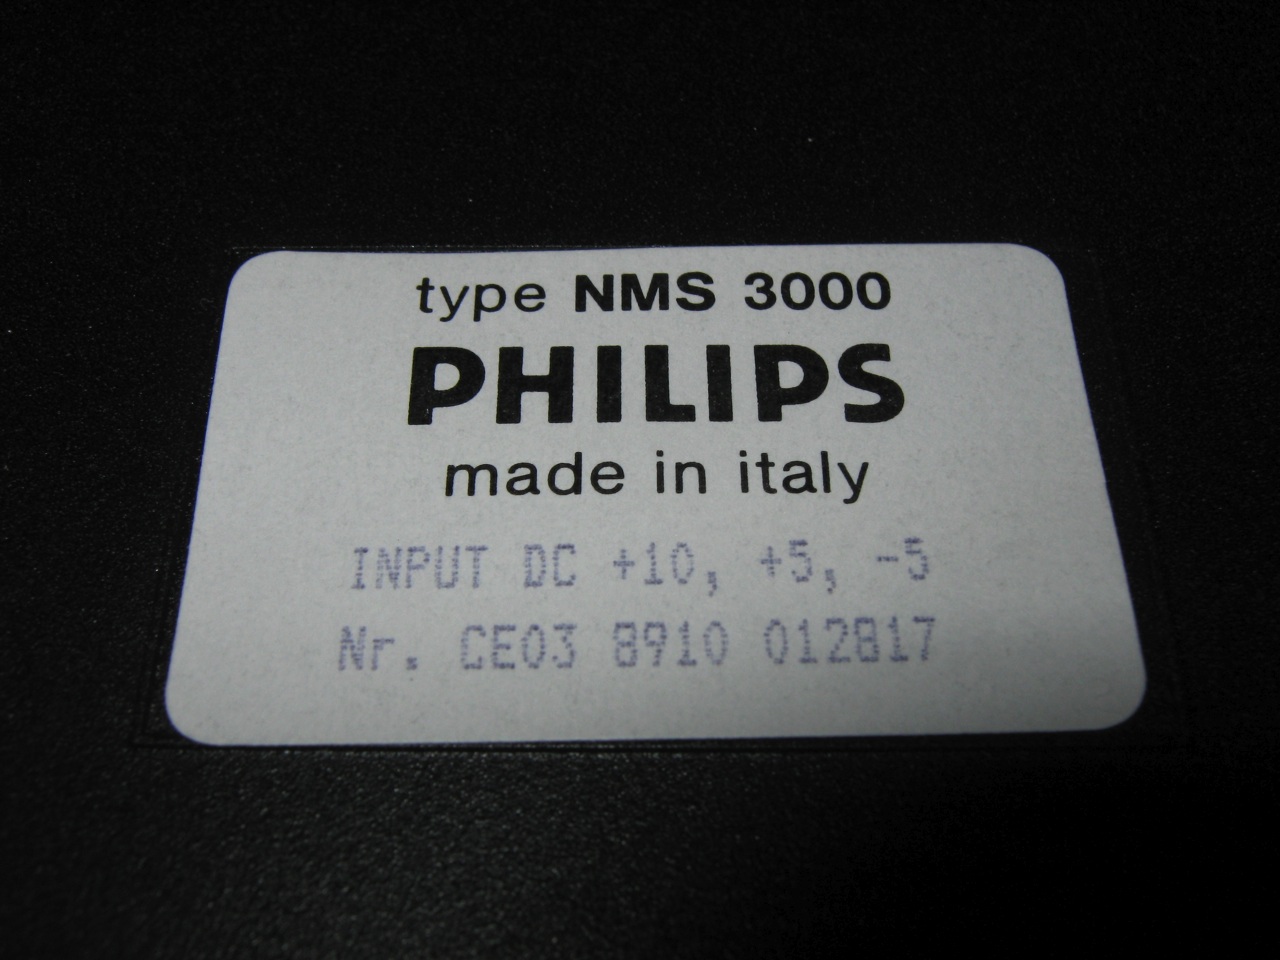 type NMS 3000
PHILIPS
made in italy
INPUT DC +10, +5, -5
Nr. CE03 8910 012817